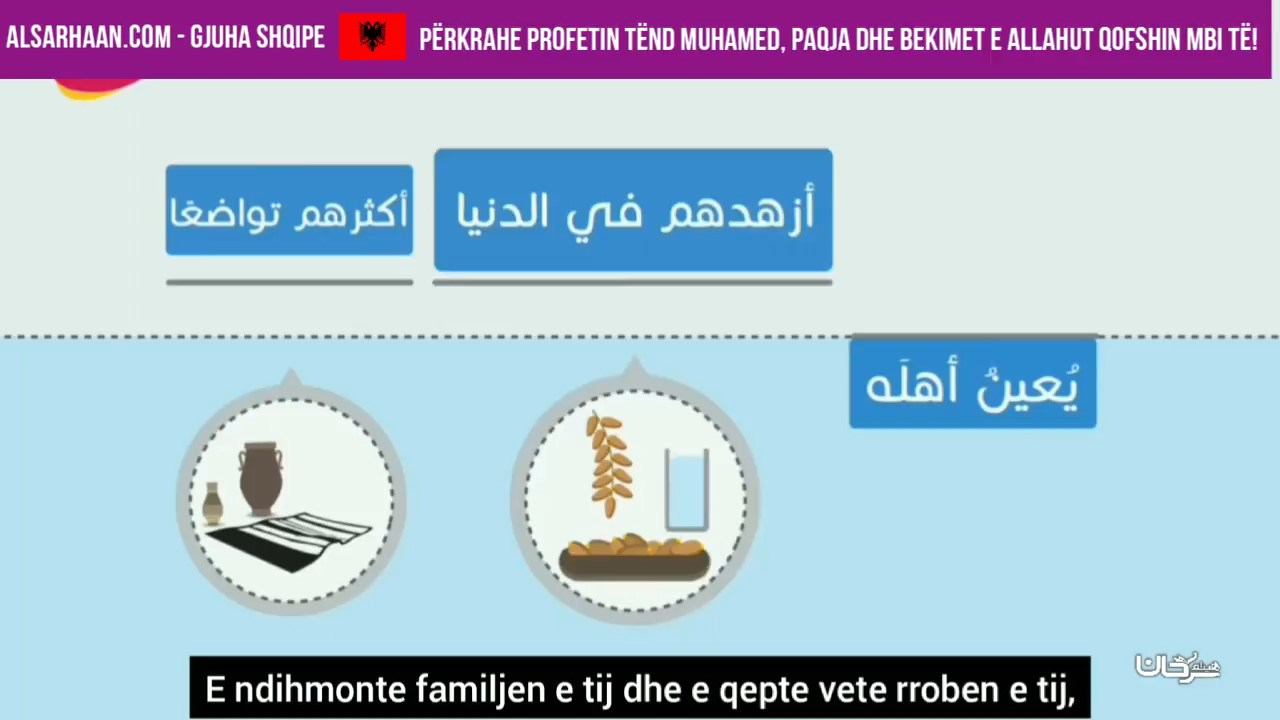 ALSARHAAN.COM - GJUHA SHQIPE PËRKRAHE PROFETIN TËND MUHAMED, PAQJA DHE BEKIMET E ALLAHUT QOFSHIN MBI TË!
أزهدهم في الدنيا
أكثرهم تواضعًا
يُعينُ أهلَه
E ndihmonte familjen e tij dhe e qepte vete rroben e tij,